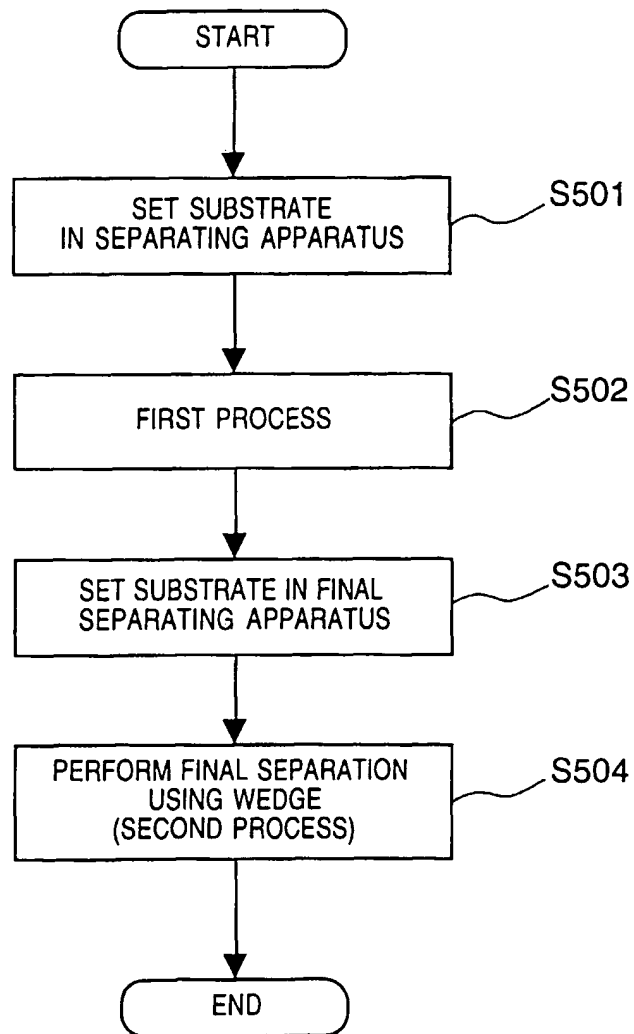 START
SET SUBSTRATE
IN SEPARATING APPARATUS
S501
FIRST PROCESS
S502
SET SUBSTRATE IN FINAL
SEPARATING APPARATUS
S503
PERFORM FINAL SEPARATION
USING WEDGE
(SECOND PROCESS)
S504
END